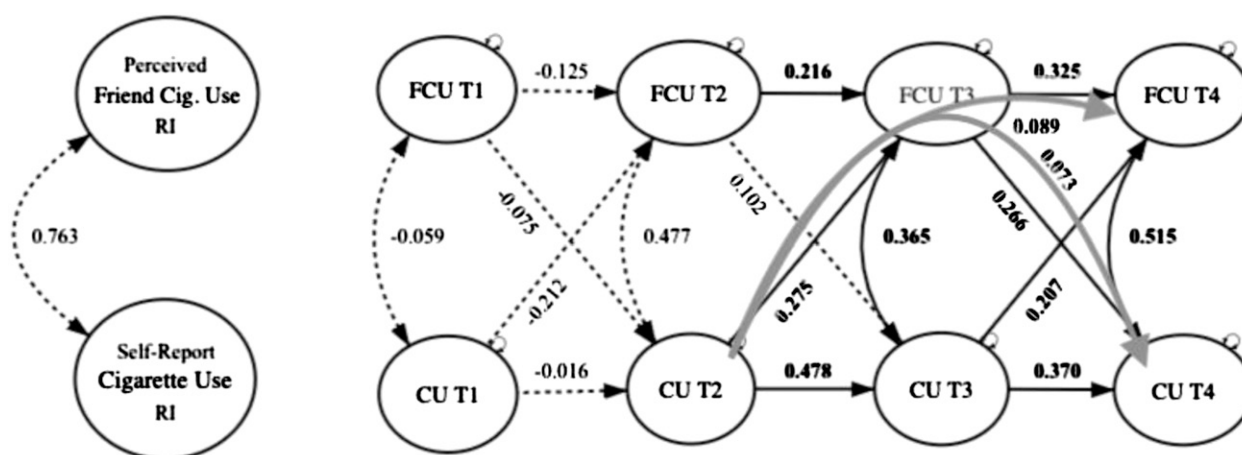 Perceived
Friend Cig. Use
RI
0.763
Self-Report
Cigarette Use
RI
FCU T1
-0.125
FCU T2
0.216
FCU T3
0.325
FCU T4
0.089
0.073
-0.059
-0.075
-0.212
0.477
0.102
0.275
0.365
0.266
0.207
0.515
CU T1
-0.016
CU T2
0.478
CU T3
0.370
CU T4